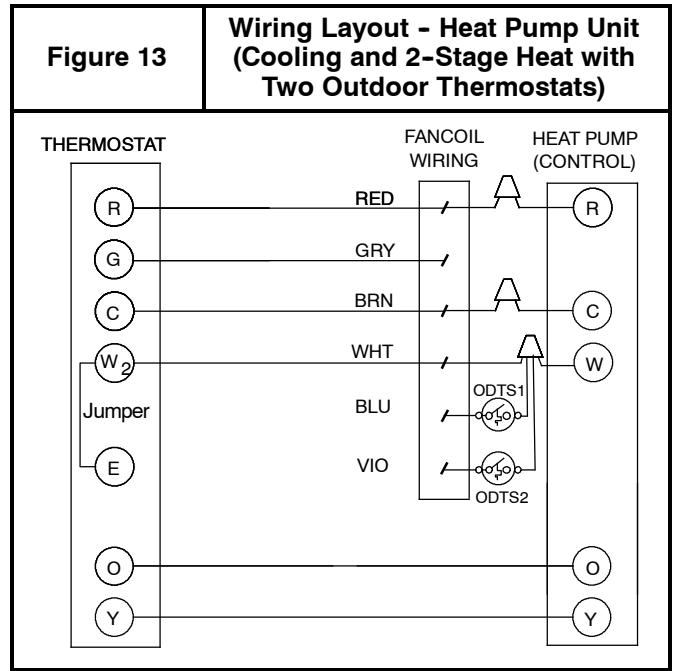 Figure 13
Wiring Layout - Heat Pump Unit
(Cooling and 2-Stage Heat with
Two Outdoor Thermostats)
THERMOSTAT
FANCOIL
WIRING
HEAT PUMP
(CONTROL)
R
RED
R
G
GRY
C
BRN
C
W2
WHT
W
ODTS1
Jumper
BLU
E
VIO
ODTS2
O
O
Y
Y